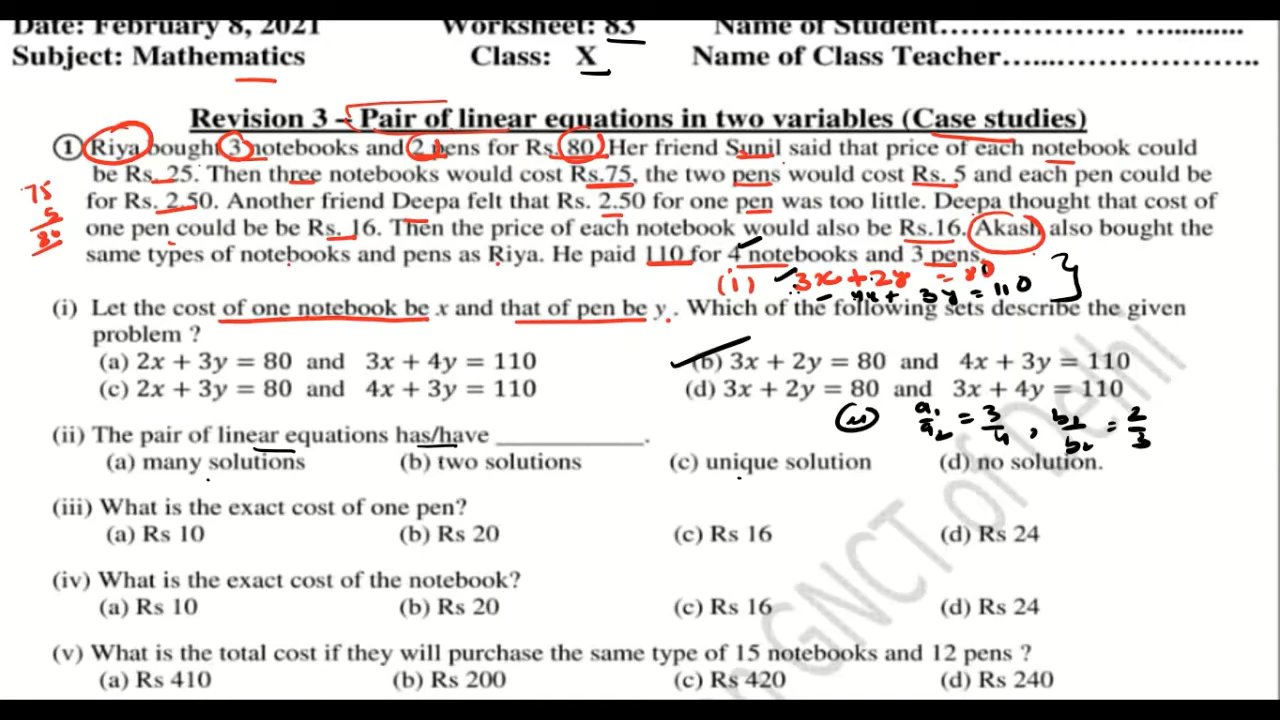 Date: February 8, 2021 Worksheet: 83 Name of Student……………… …..........
Subject: Mathematics Class: X Name of Class Teacher…...………………..
Revision 3 – Pair of linear equations in two variables (Case studies)
1 Riya bought 3 notebooks and 2 pens for Rs. 80. Her friend Sunil said that price of each notebook could
be Rs. 25. Then three notebooks would cost Rs.75, the two pens would cost Rs. 5 and each pen could be
for Rs. 2.50. Another friend Deepa felt that Rs. 2.50 for one pen was too little. Deepa thought that cost of
one pen could be be Rs. 16. Then the price of each notebook would also be Rs.16. Akash also bought the
same types of notebooks and pens as Riya. He paid 110 for 4 notebooks and 3 pens.
75
5
80
(i) 3x + 2y = 80
4x + 3y = 110
(i) Let the cost of one notebook be x and that of pen be y. Which of the following sets describe the given
problem ?
(a) 2x + 3y = 80 and 3x + 4y = 110 (b) 3x + 2y = 80 and 4x + 3y = 110
(c) 2x + 3y = 80 and 4x + 3y = 110 (d) 3x + 2y = 80 and 3x + 4y = 110
(ii) a₁/a₂ = 3/4 , b₁/b₂ = 2/3
(ii) The pair of linear equations has/have ______________.
(a) many solutions (b) two solutions (c) unique solution (d) no solution.
(iii) What is the exact cost of one pen?
(a) Rs 10 (b) Rs 20 (c) Rs 16 (d) Rs 24
(iv) What is the exact cost of the notebook?
(a) Rs 10 (b) Rs 20 (c) Rs 16 (d) Rs 24
(v) What is the total cost if they will purchase the same type of 15 notebooks and 12 pens ?
(a) Rs 410 (b) Rs 200 (c) Rs 420 (d) Rs 240
n GNCT of Delhi